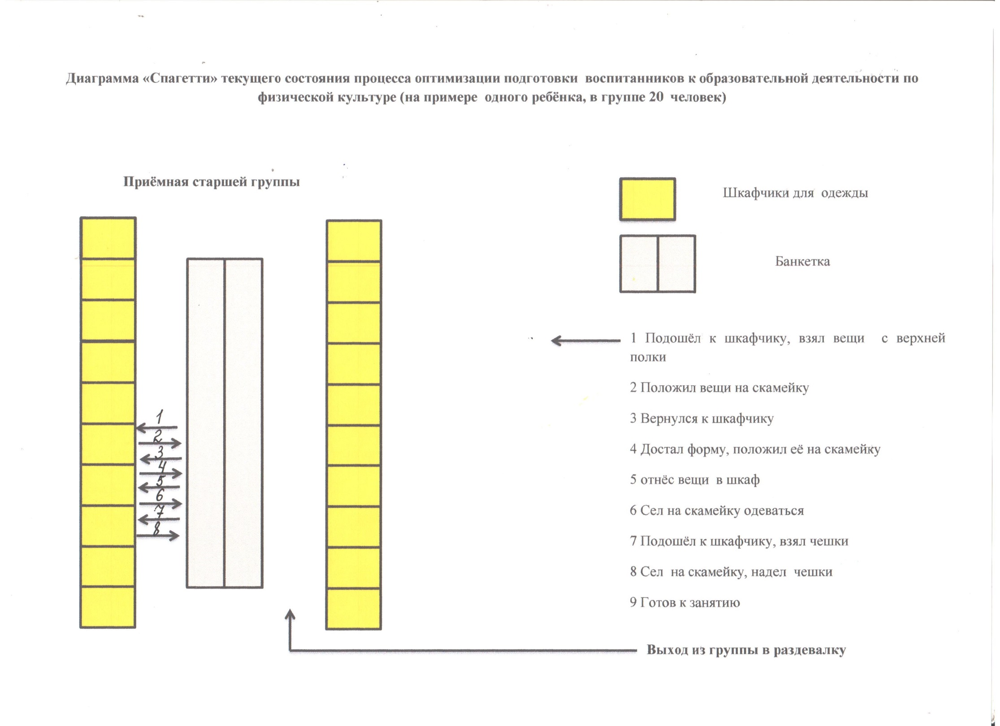 Диаграмма «Спагетти» текущего состояния процесса оптимизации подготовки воспитанников к образовательной деятельности по
физической культуре (на примере одного ребёнка, в группе 20 человек)
Приёмная старшей группы
Шкафчики для одежды
Банкетка
1 Подошёл к шкафчику, взял вещи с верхней
полки
2 Положил вещи на скамейку
3 Вернулся к шкафчику
4 Достал форму, положил её на скамейку
5 отнёс вещи в шкаф
6 Сел на скамейку одеваться
7 Подошёл к шкафчику, взял чешки
8 Сел на скамейку, надел чешки
9 Готов к занятию
1
2
3
4
5
6
7
8
Выход из группы в раздевалку